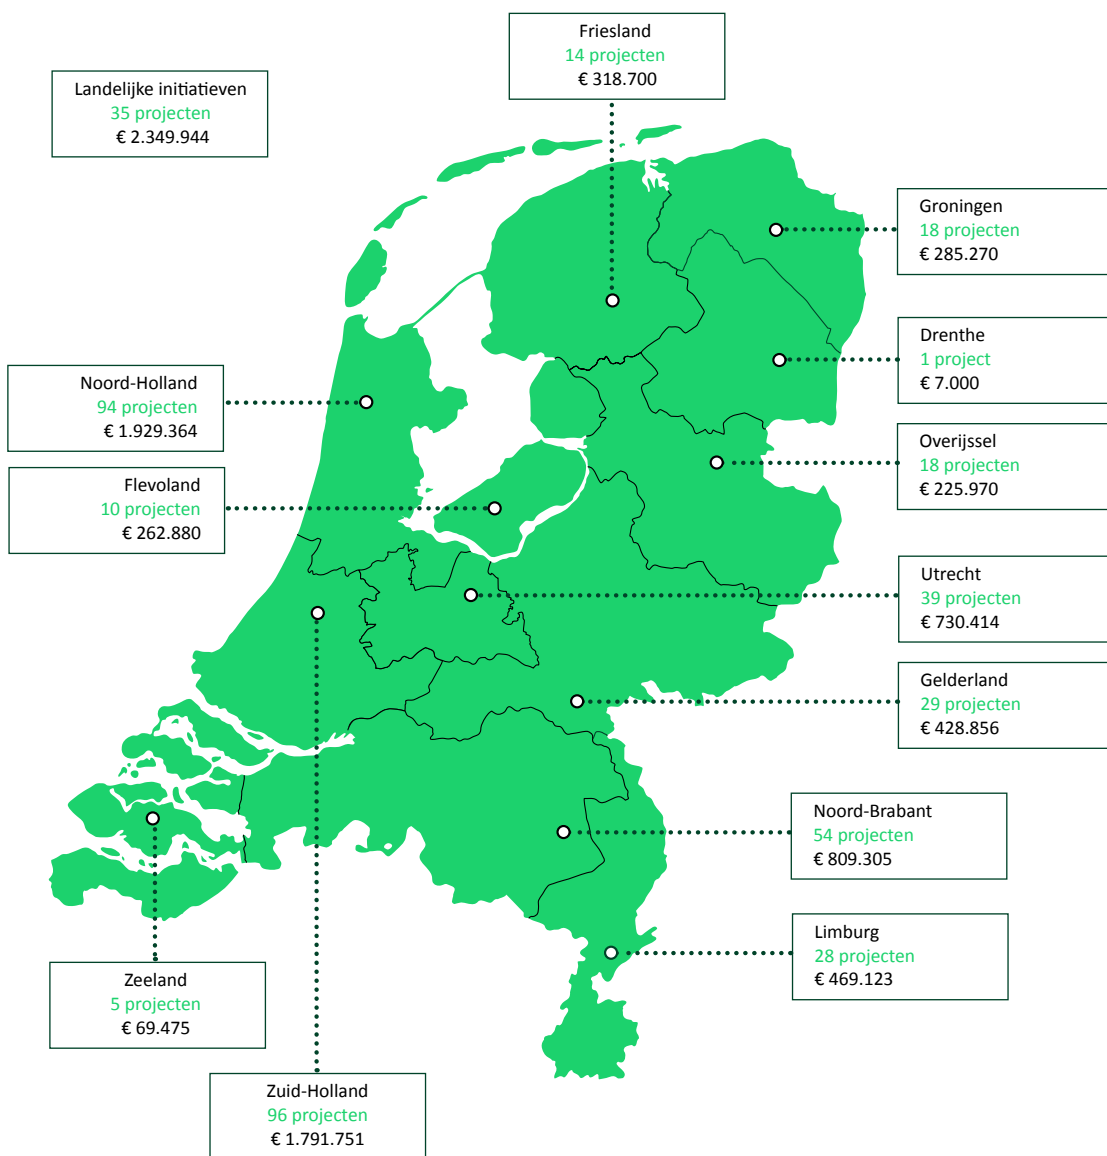 Friesland
14 projecten
€ 318.700
Landelijke initiatieven
35 projecten
€ 2.349.944
Groningen
18 projecten
€ 285.270
Drenthe
1 project
€ 7.000
Noord-Holland
94 projecten
€ 1.929.364
Overijssel
18 projecten
€ 225.970
Flevoland
10 projecten
€ 262.880
Utrecht
39 projecten
€ 730.414
Gelderland
29 projecten
€ 428.856
Noord-Brabant
54 projecten
€ 809.305
Limburg
28 projecten
€ 469.123
Zeeland
5 projecten
€ 69.475
Zuid-Holland
96 projecten
€ 1.791.751